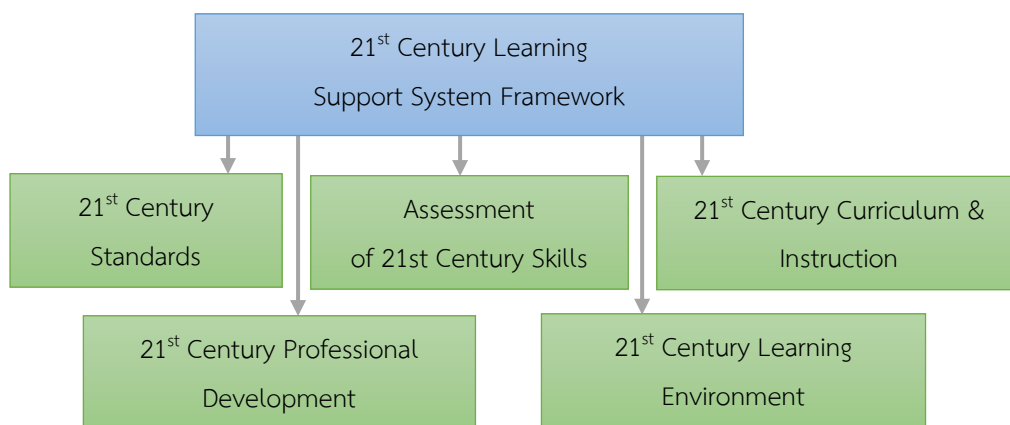 21st Century Learning
Support System Framework
21st Century
Standards
Assessment
of 21st Century Skills
21st Century Curriculum &
Instruction
21st Century Professional
Development
21st Century Learning
Environment